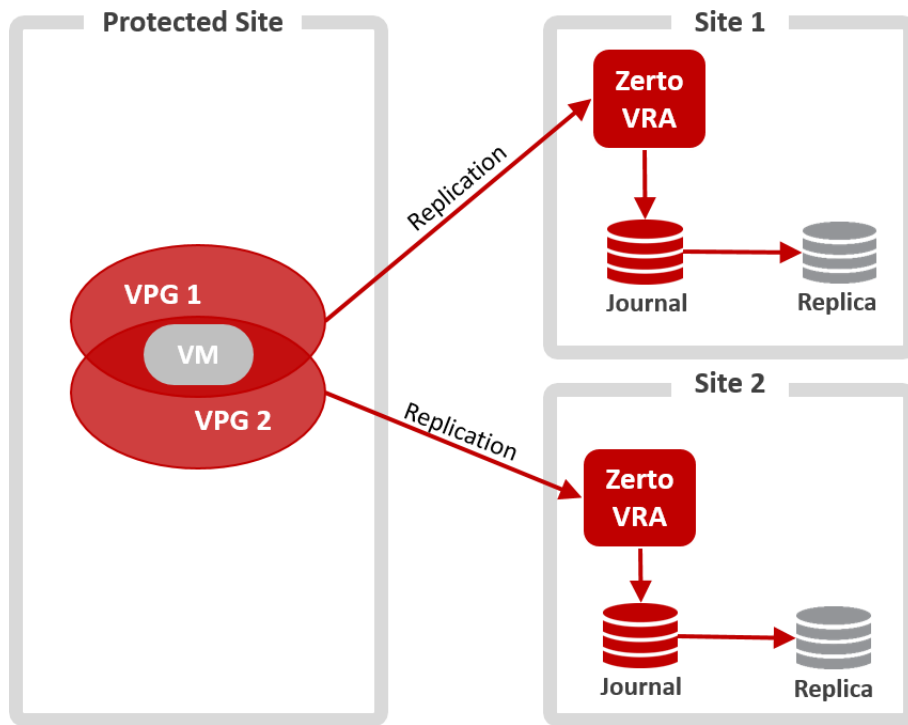 Protected Site
VPG 1
VM
VPG 2
Replication
Replication
Site 1
Zerto
VRA
Journal
Replica
Site 2
Zerto
VRA
Journal
Replica